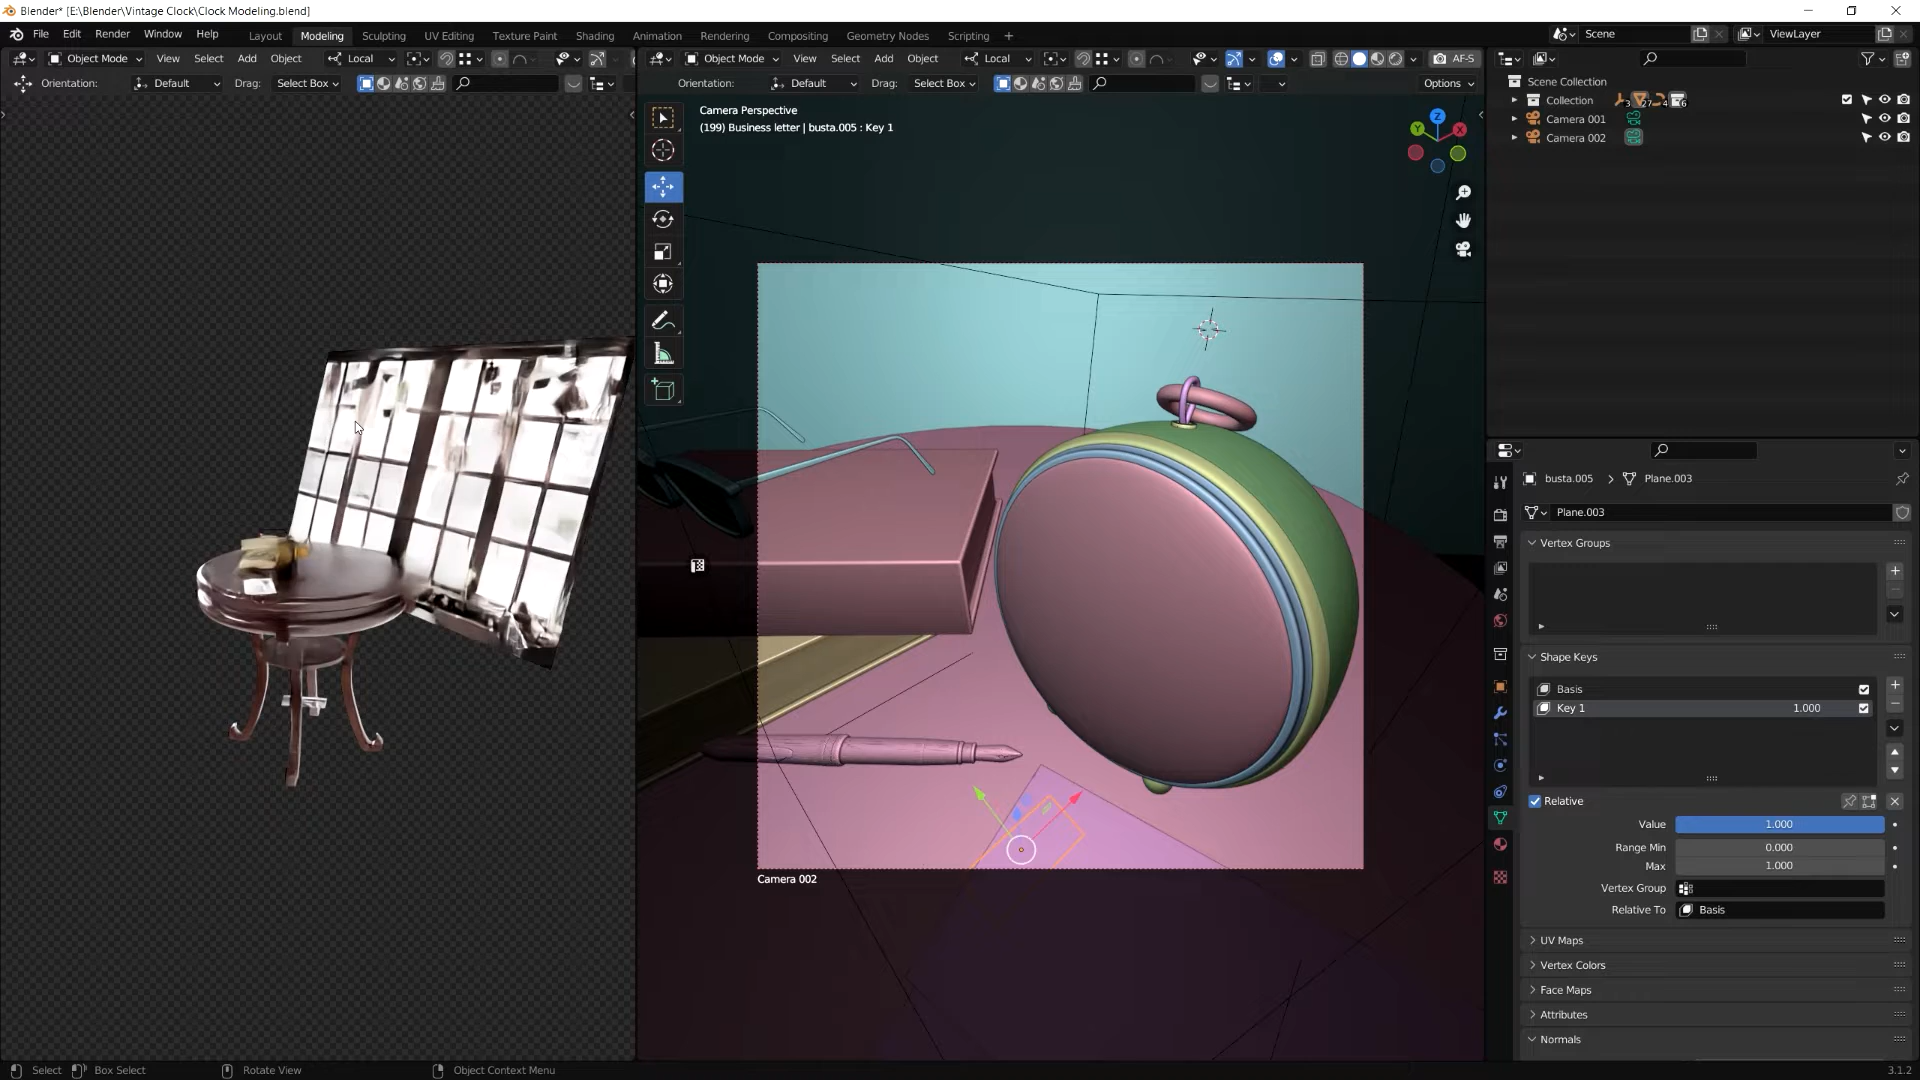 Blender* [E:\Blender\Vintage Clock\Clock Modeling.blend]
File Edit Render Window Help
Layout Modeling Sculpting UV Editing Texture Paint Shading Animation Rendering Compositing Geometry Nodes Scripting +
Scene
ViewLayer
Object Mode View Select Add Object Local
Object Mode View Select Add Object Local AF-S
Orientation: Default Drag: Select Box
Orientation: Default Drag: Select Box Options
Camera Perspective
(199) Business letter | busta.005 : Key 1
Z
Y
X
Camera 002
Scene Collection
Collection 3 27 4 6
Camera 001
Camera 002
busta.005 > Plane.003
Plane.003
Vertex Groups
Shape Keys
Basis
Key 1 1.000
Relative
Value 1.000
Range Min 0.000
Max 1.000
Vertex Group
Relative To Basis
UV Maps
Vertex Colors
Face Maps
Attributes
Normals
Select Box Select Rotate View Object Context Menu 3.1.2